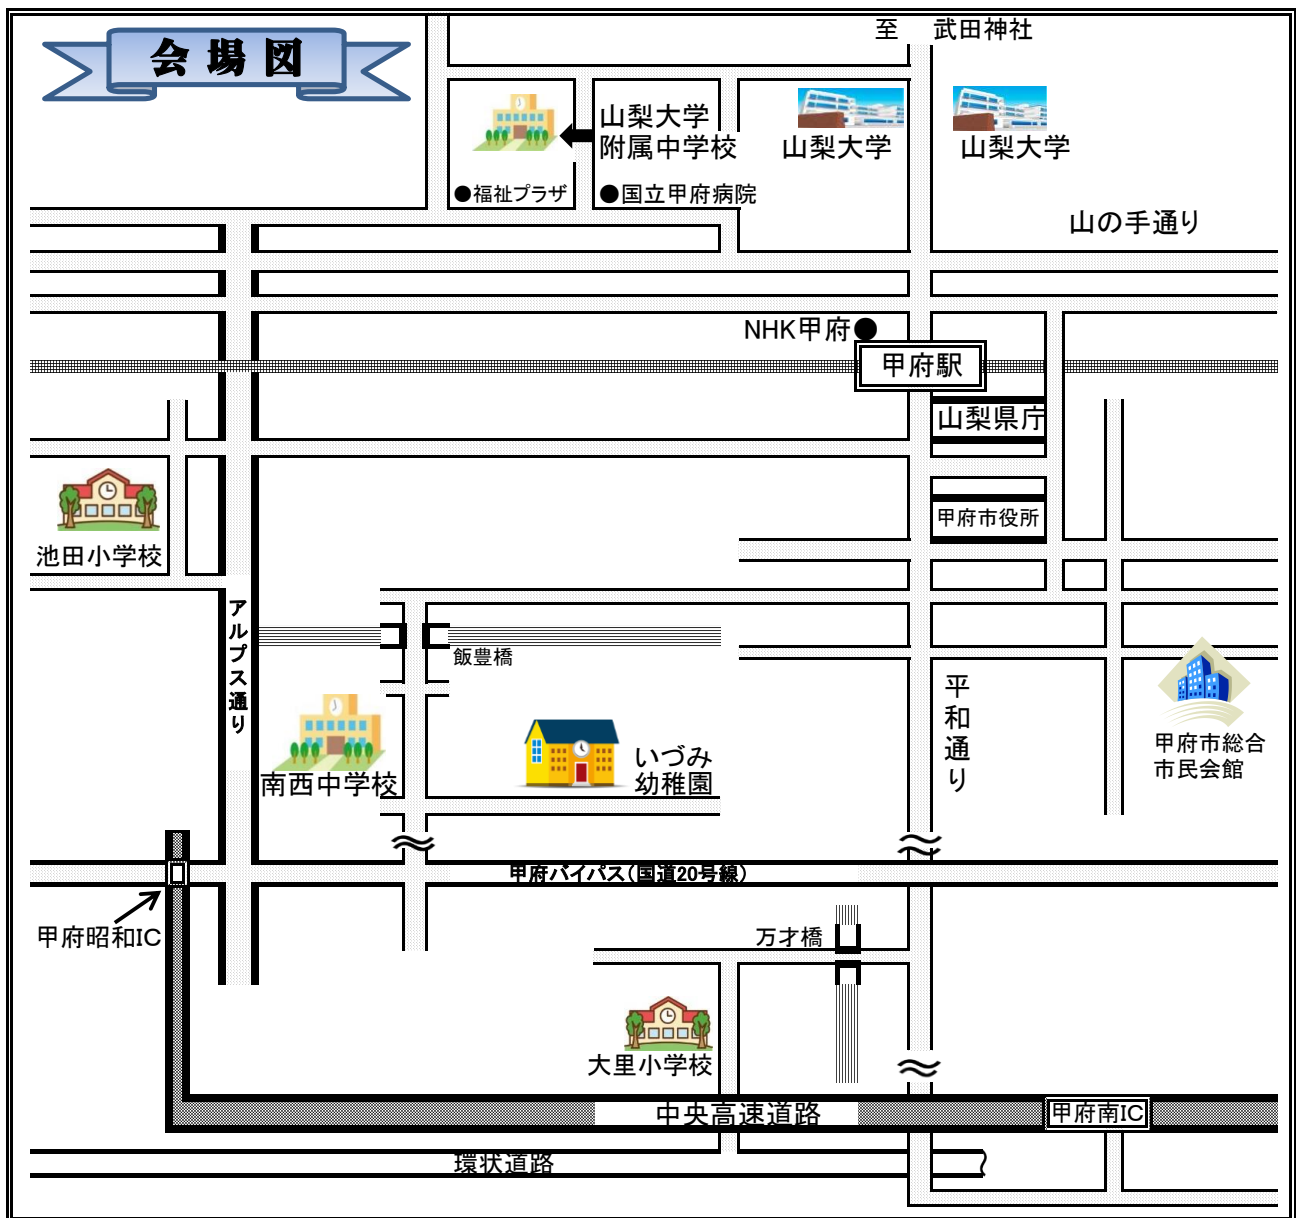 会場図
至 武田神社
山梨大学
附属中学校
山梨大学
山梨大学
●福祉プラザ
●国立甲府病院
山の手通り
NHK甲府●
甲府駅
山梨県庁
甲府市役所
池田小学校
アルプス通り
飯豊橋
南西中学校
いづみ
幼稚園
平和通り
甲府市総合
市民会館
甲府バイパス(国道20号線)
甲府昭和IC
万才橋
大里小学校
中央高速道路
甲府南IC
環状道路